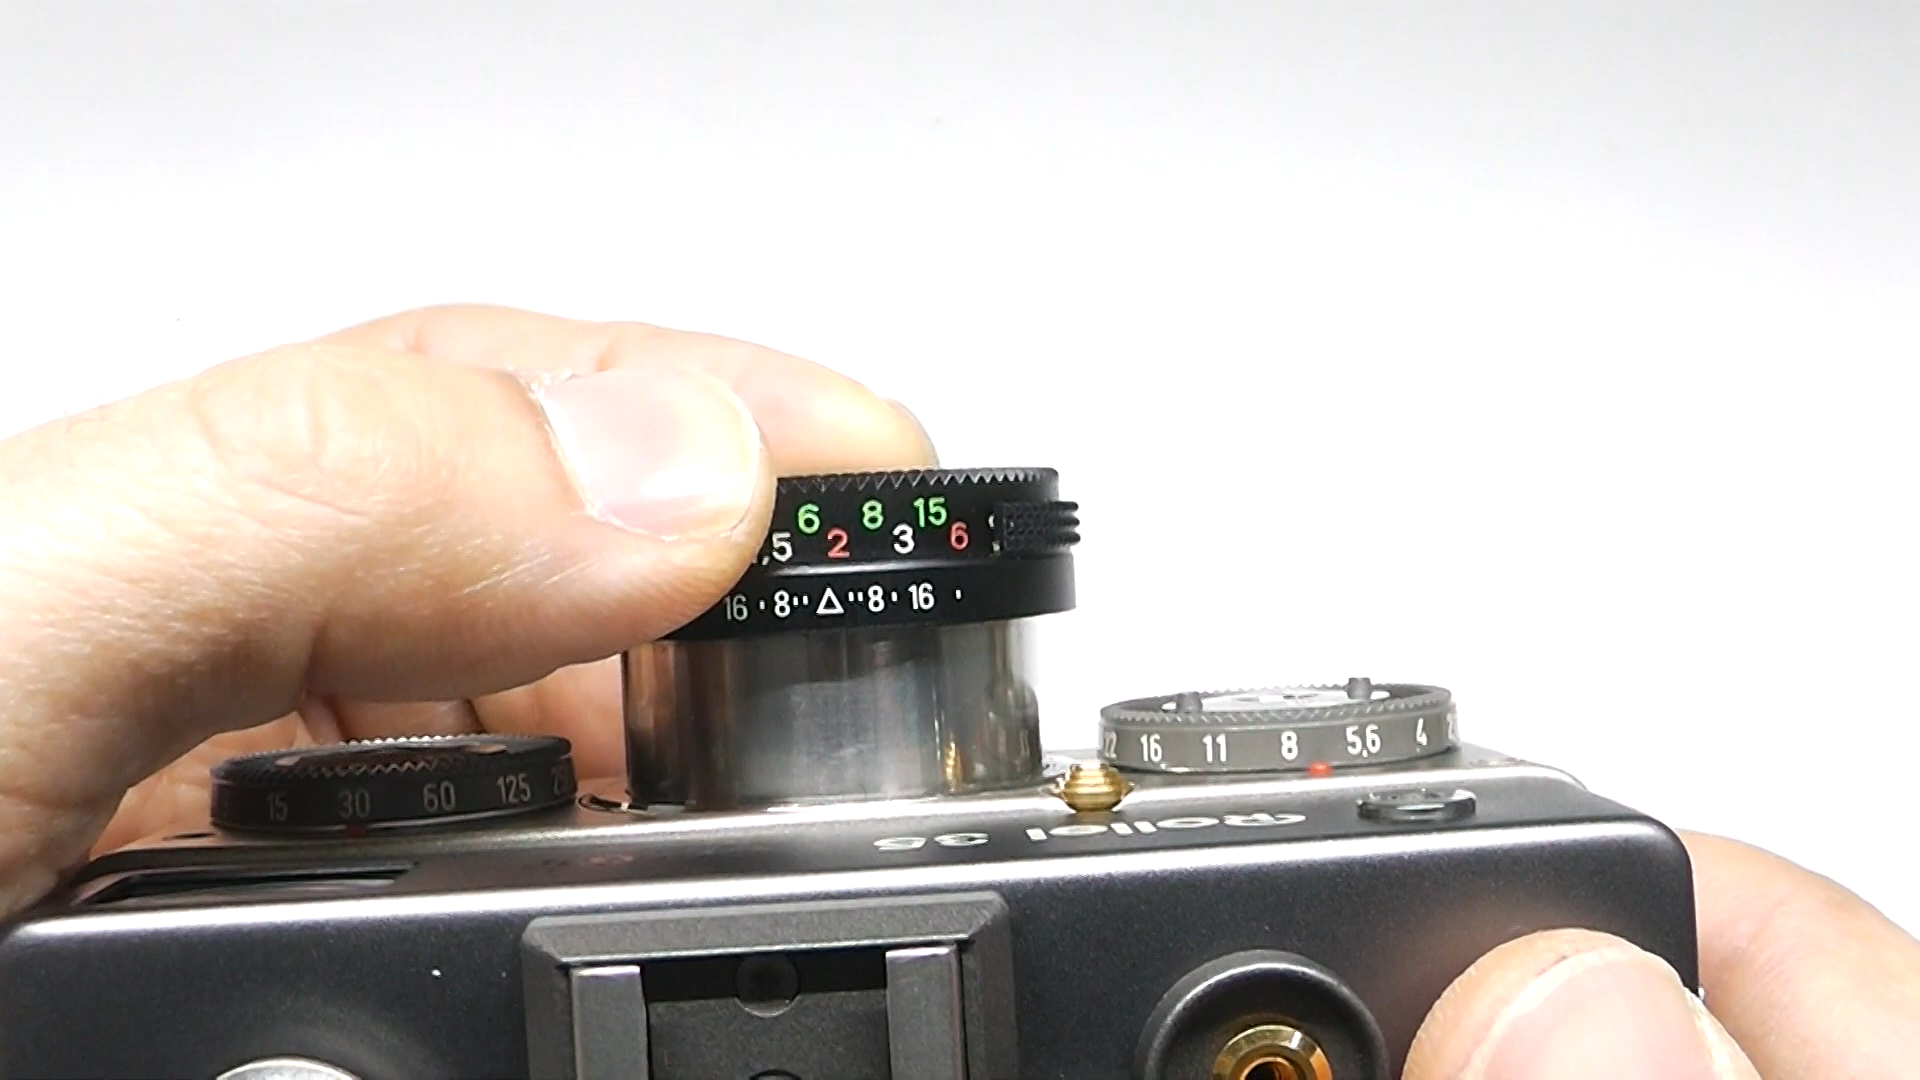 6 8 15
,5 2 3 6
16 8 △ 8 16
22 16 11 8 5,6 4
15 30 60 125
Rollei 35